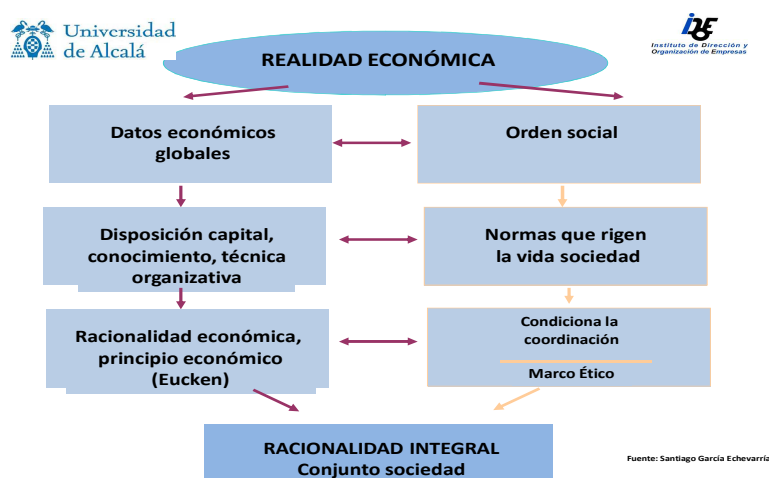 Universidad
de Alcalá
Instituto de Dirección y
Organización de Empresas
REALIDAD ECONÓMICA
Datos económicos
globales
Orden social
Disposición capital,
conocimiento, técnica
organizativa
Normas que rigen
la vida sociedad
Racionalidad económica,
principio económico
(Eucken)
Condiciona la
coordinación
Marco Ético
RACIONALIDAD INTEGRAL
Conjunto sociedad
Fuente: Santiago García Echevarría